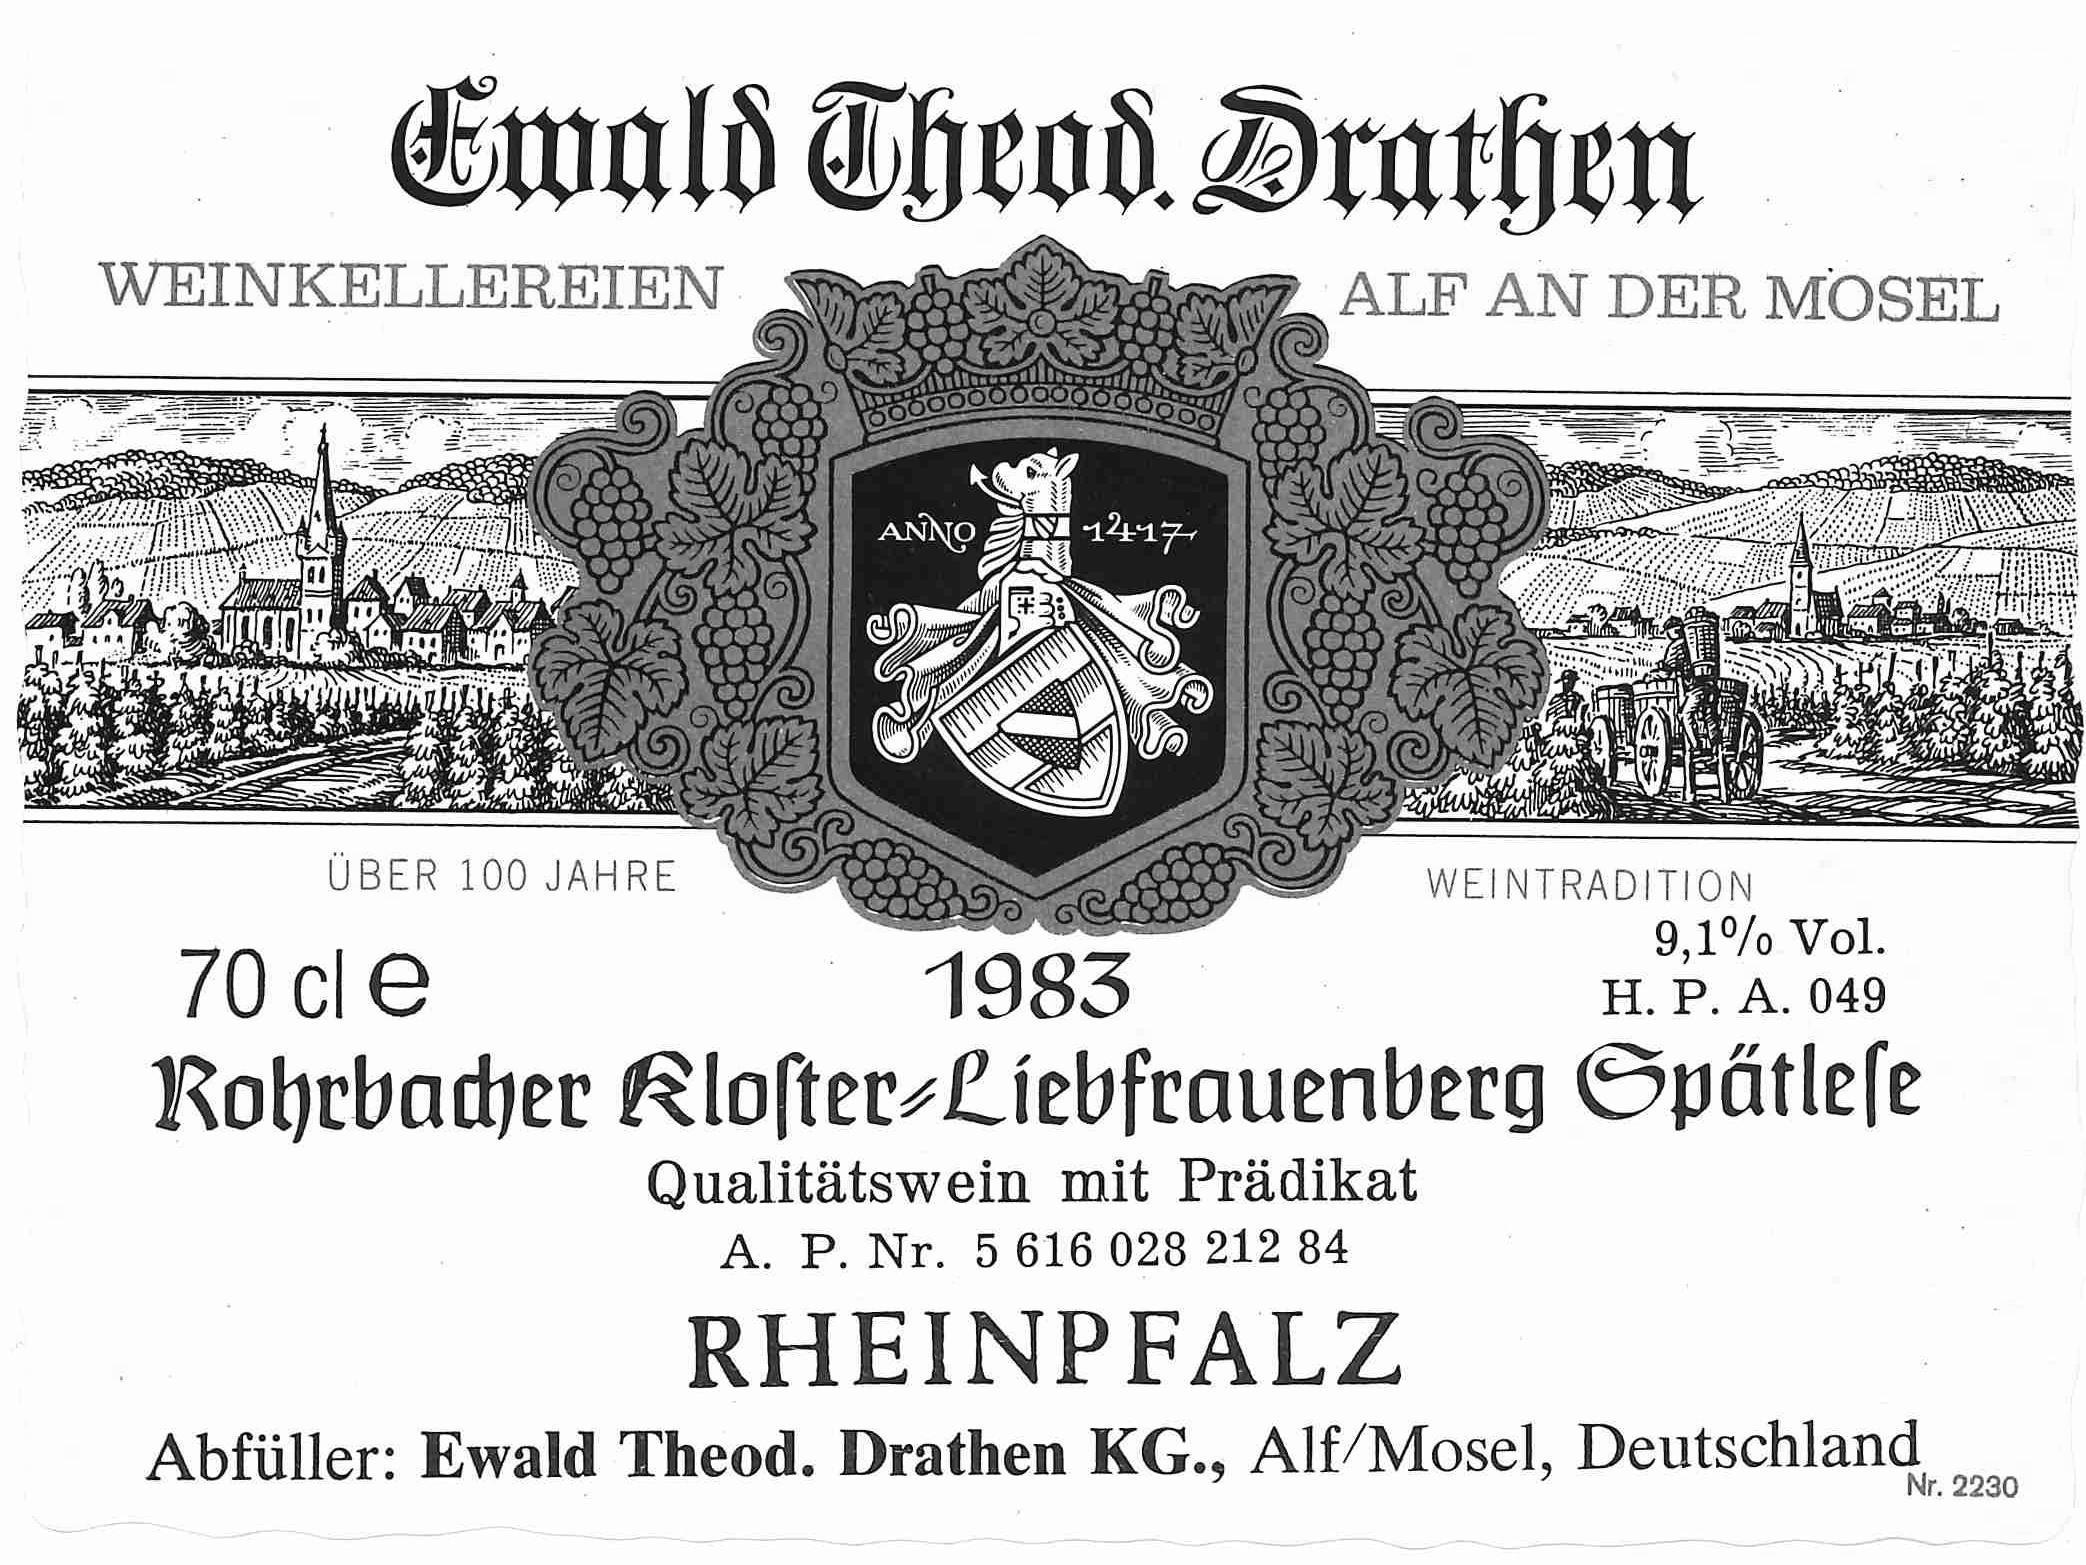 Ewald Theod. Drathen
WEINKELLEREIEN ALF AN DER MOSEL
ANNO 1417
ÜBER 100 JAHRE WEINTRADITION
9,1% Vol.
70 cl e 1983 H. P. A. 049
Rohrbacher Kloſter-Liebfrauenberg Spätleſe
Qualitätswein mit Prädikat
A. P. Nr. 5 616 028 212 84
RHEINPFALZ
Abfüller: Ewald Theod. Drathen KG., Alf/Mosel, Deutschland
Nr. 2230